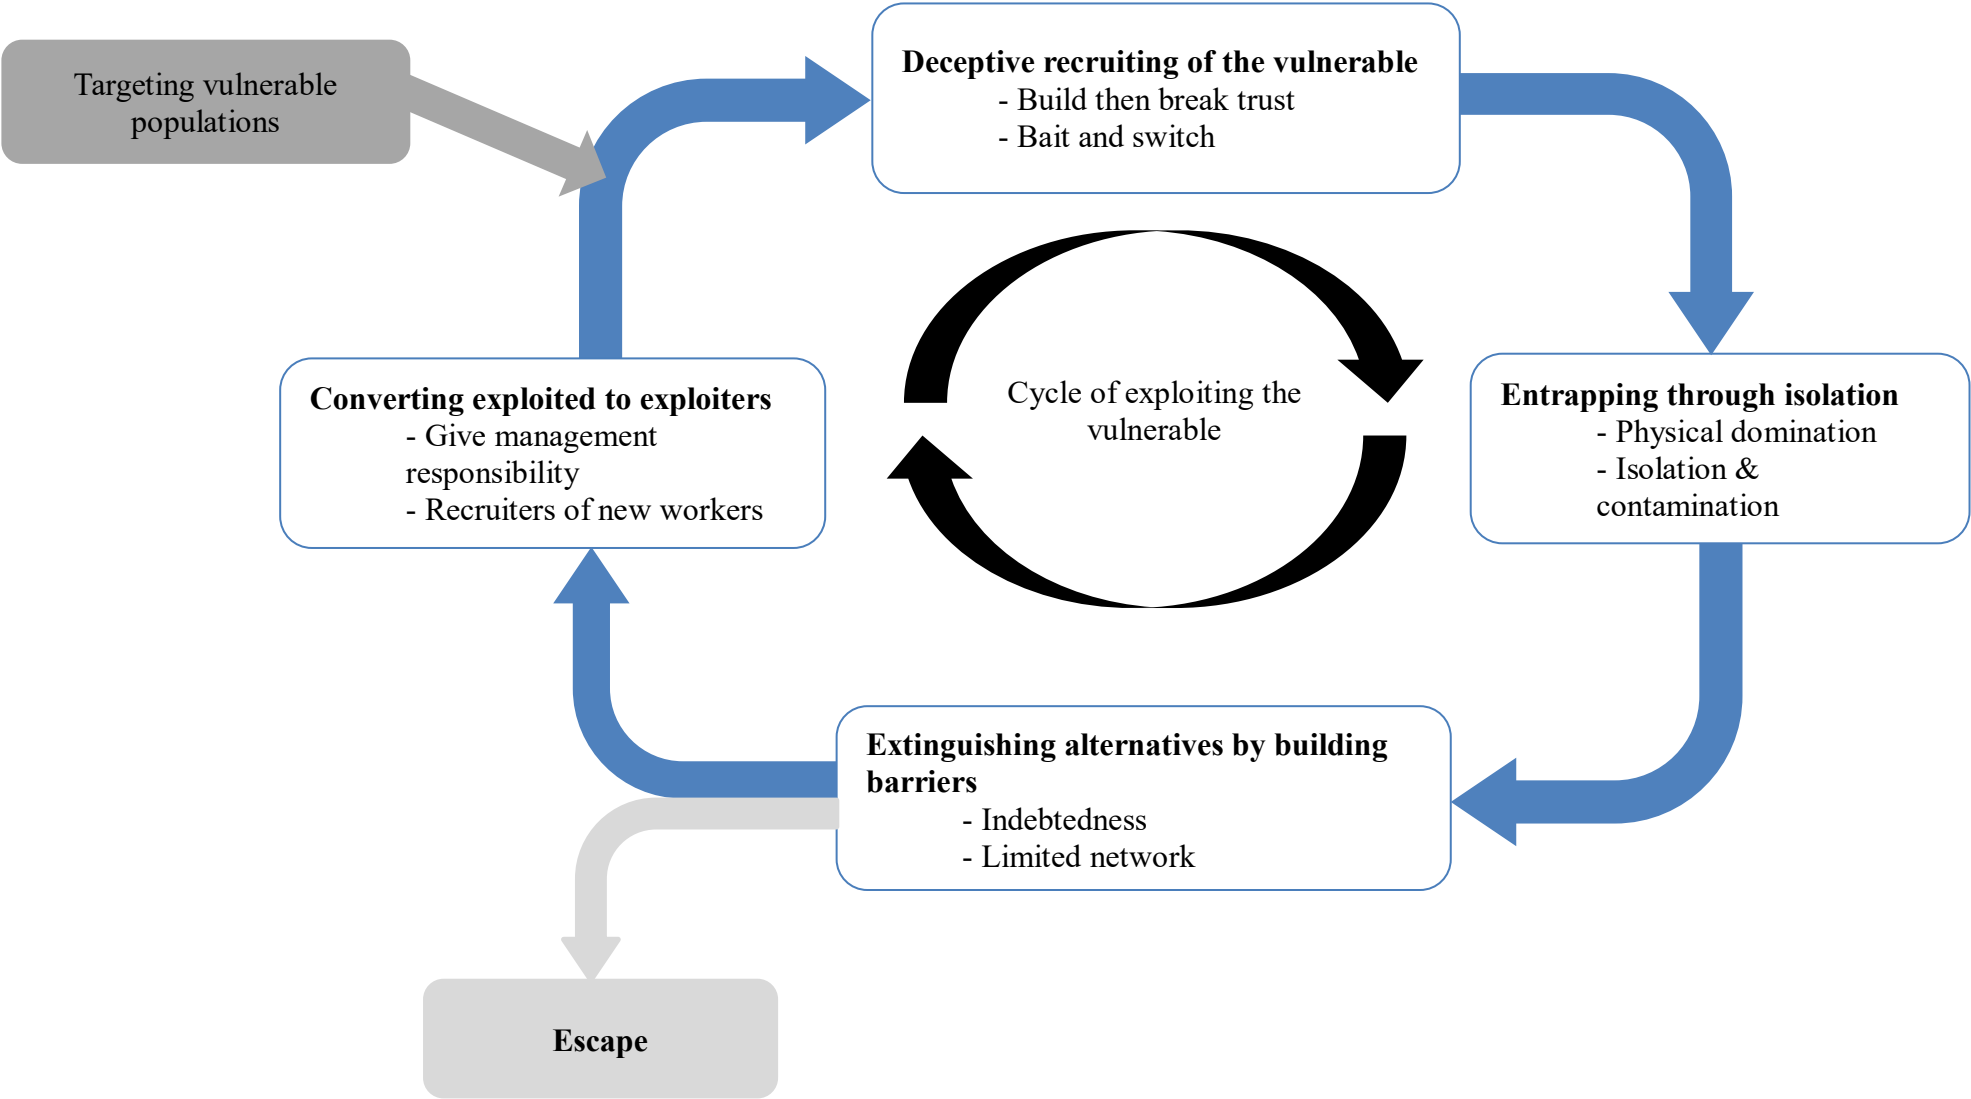 Targeting vulnerable
populations
Deceptive recruiting of the vulnerable
- Build then break trust
- Bait and switch
Entrapping through isolation
- Physical domination
- Isolation &
contamination
Extinguishing alternatives by building
barriers
- Indebtedness
- Limited network
Converting exploited to exploiters
- Give management
responsibility
- Recruiters of new workers
Cycle of exploiting the
vulnerable
Escape